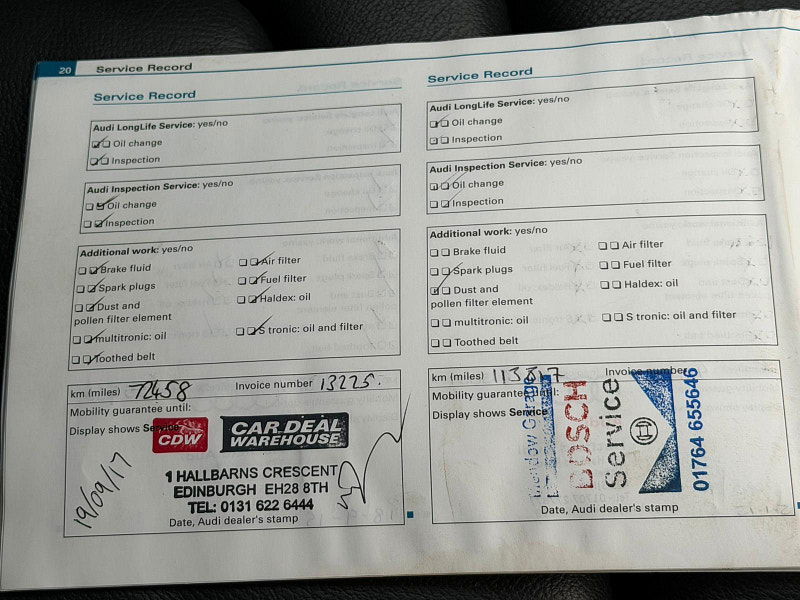 20 Service Record
Service Record
Audi LongLife Service: yes/no
Oil change
Inspection
Audi Inspection Service: yes/no
Oil change
Inspection
Additional work: yes/no
Brake fluid
Air filter
Spark plugs
Fuel filter
Dust and
pollen filter element
Haldex: oil
multitronic: oil
S tronic: oil and filter
Toothed belt
km (miles) 72458 Invoice number 13225.
Mobility guarantee until:
Display shows Service
CDW CAR DEAL
WAREHOUSE
1 HALLBARNS CRESCENT
EDINBURGH EH28 8TH
TEL: 0131 622 6444
19/09/17
Date, Audi dealer's stamp
Service Record
Audi LongLife Service: yes/no
Oil change
Inspection
Audi Inspection Service: yes/no
Oil change
Inspection
Additional work: yes/no
Brake fluid
Air filter
Spark plugs
Fuel filter
Dust and
pollen filter element
Haldex: oil
multitronic: oil
S tronic: oil and filter
Toothed belt
km (miles) Invoice number
Mobility guarantee until:
Display shows Service
Garage
BOSCH
Service
01764 655646
Date, Audi dealer's stamp